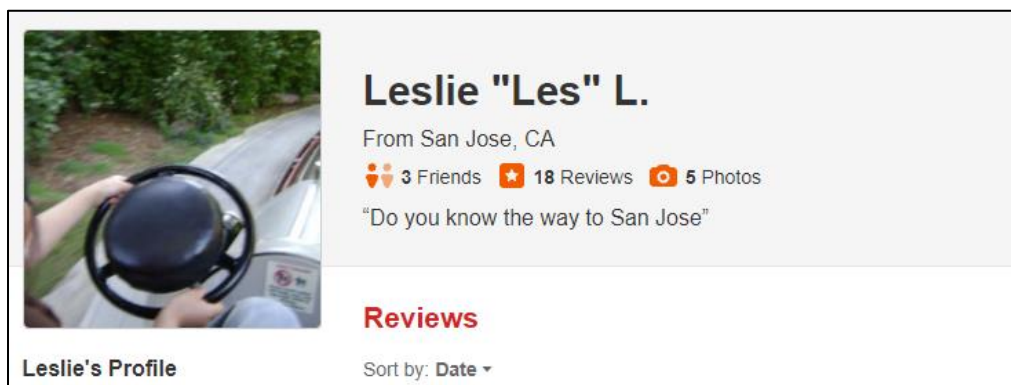 Leslie "Les" L.
From San Jose, CA
3 Friends 18 Reviews 5 Photos
“Do you know the way to San Jose”
Reviews
Leslie's Profile
Sort by: Date